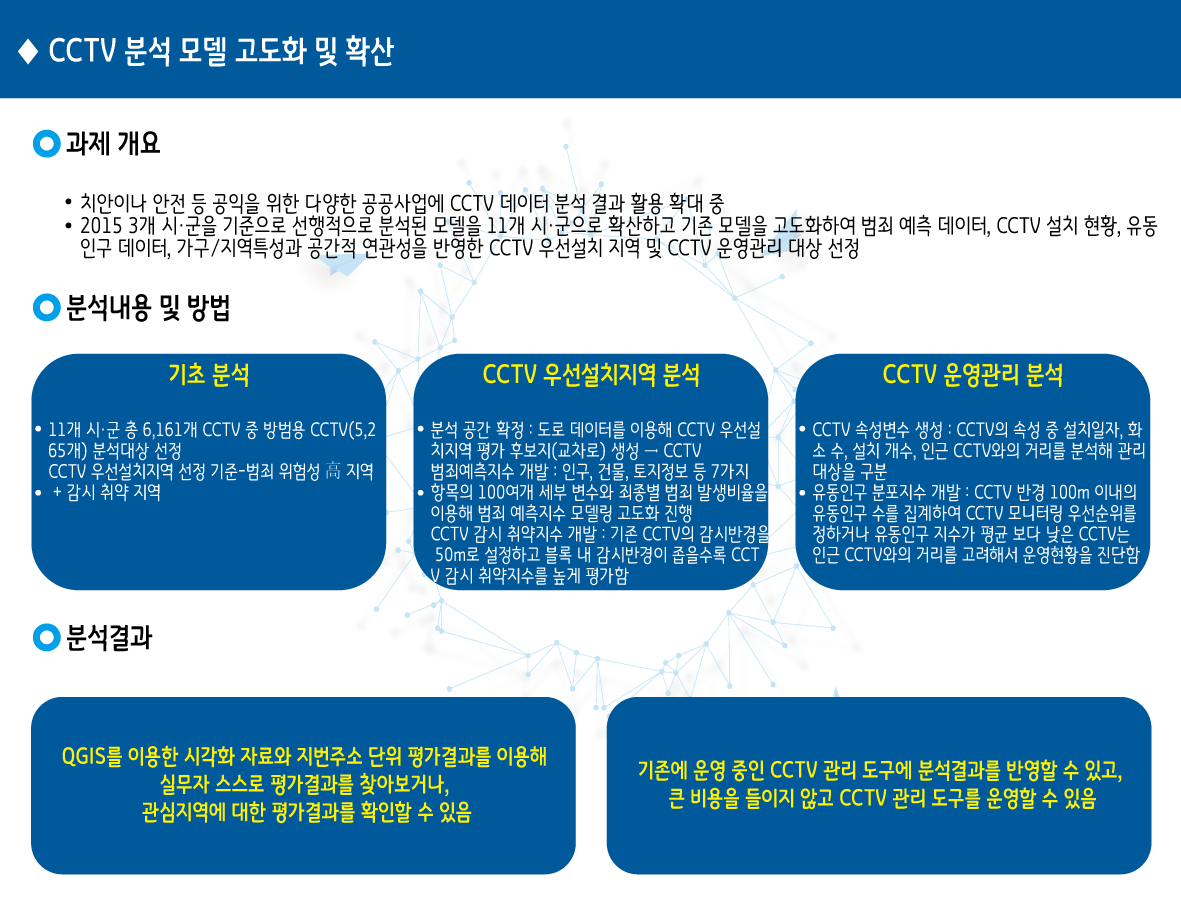 ◆ CCTV 분석 모델 고도화 및 확산
과제 개요
• 치안이나 안전 등 공익을 위한 다양한 공공사업에 CCTV 데이터 분석 결과 활용 확대 중
• 2015 3개 시·군을 기준으로 선행적으로 분석된 모델을 11개 시·군으로 확산하고 기존 모델을 고도화하여 범죄 예측 데이터, CCTV 설치 현황, 유동
인구 데이터, 가구/지역특성과 공간적 연관성을 반영한 CCTV 우선설치 지역 및 CCTV 운영관리 대상 선정
분석내용 및 방법
기초 분석
• 11개 시·군 총 6,161개 CCTV 중 방범용 CCTV(5,2
65개) 분석대상 선정
CCTV 우선설치지역 선정 기준-범죄 위험성 高 지역
• + 감시 취약 지역
CCTV 우선설치지역 분석
• 분석 공간 확정 : 도로 데이터를 이용해 CCTV 우선설
치지역 평가 후보지(교차로) 생성 → CCTV
범죄예측지수 개발 : 인구, 건물, 토지정보 등 7가지
• 항목의 100여개 세부 변수와 죄종별 범죄 발생비율을
이용해 범죄 예측지수 모델링 고도화 진행
CCTV 감시 취약지수 개발 : 기존 CCTV의 감시반경을
50m로 설정하고 블록 내 감시반경이 좁을수록 CCT
• V 감시 취약지수를 높게 평가함
CCTV 운영관리 분석
• CCTV 속성변수 생성 : CCTV의 속성 중 설치일자, 화
소 수, 설치 개수, 인근 CCTV와의 거리를 분석해 관리
대상을 구분
• 유동인구 분포지수 개발 : CCTV 반경 100m 이내의
유동인구 수를 집계하여 CCTV 모니터링 우선순위를
정하거나 유동인구 지수가 평균 보다 낮은 CCTV는
인근 CCTV와의 거리를 고려해서 운영현황을 진단함
분석결과
QGIS를 이용한 시각화 자료와 지번주소 단위 평가결과를 이용해
실무자 스스로 평가결과를 찾아보거나,
관심지역에 대한 평가결과를 확인할 수 있음
기존에 운영 중인 CCTV 관리 도구에 분석결과를 반영할 수 있고,
큰 비용을 들이지 않고 CCTV 관리 도구를 운영할 수 있음